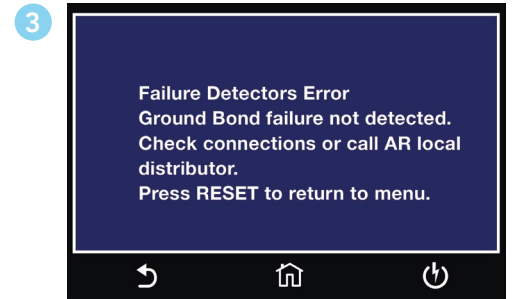 3
Failure Detectors Error
Ground Bond failure not detected.
Check connections or call AR local
distributor.
Press RESET to return to menu.